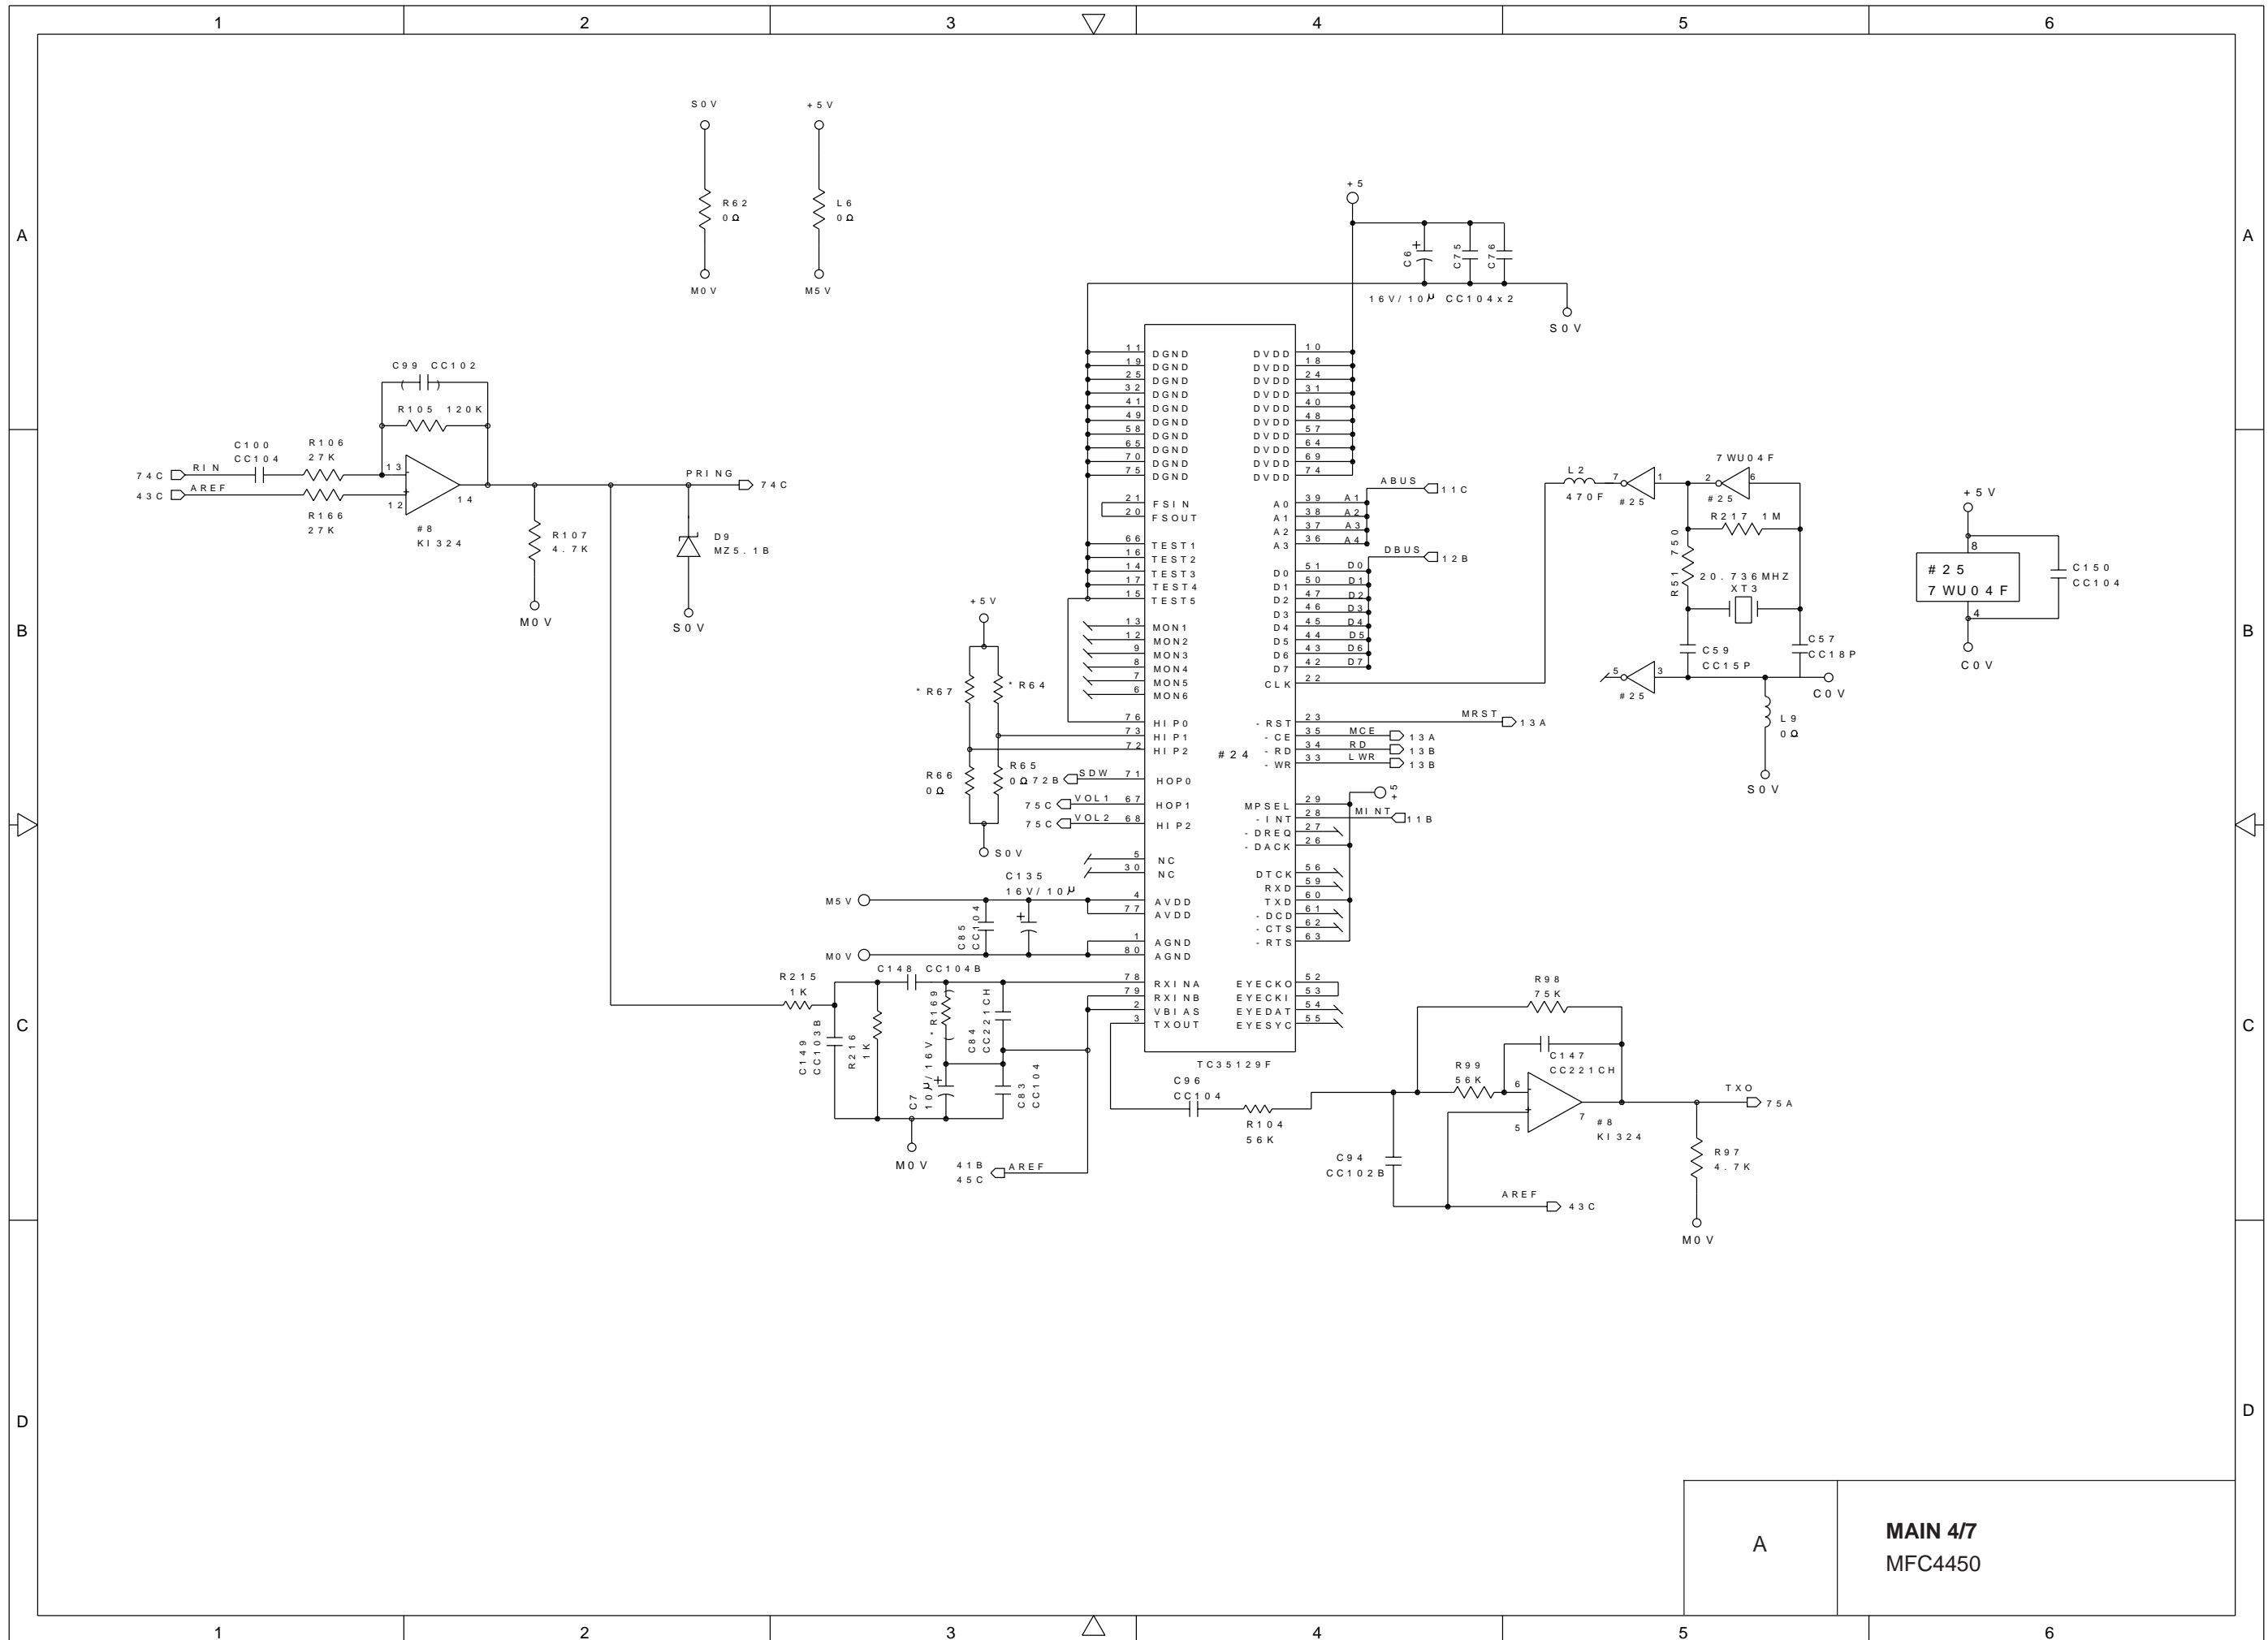 1 2 3 4 5 6
S0V +5V
R62 0Ω
L6 0Ω
M0V M5V
+5
A A
C6 C75 C76
16V/10μ CC104x2
S0V
C99 CC102
R105 120K
C100 CC104
R106 27K
74C RIN
43C AREF
R166 27K
13
12
14
#8
KI324
PRING 74C
R107 4.7K
M0V
D9
MZ5.1B
S0V
11 DGND DVDD 10
19 DGND DVDD 18
25 DGND DVDD 24
32 DGND DVDD 31
41 DGND DVDD 40
49 DGND DVDD 48
58 DGND DVDD 57
65 DGND DVDD 64
70 DGND DVDD 69
75 DGND DVDD 74
21 FSIN A0 39 A1
20 FSOUT A1 38 A2
A2 37 A3
A3 36 A4
ABUS 11C
66 TEST1
16 TEST2
14 TEST3
17 TEST4
15 TEST5
DBUS 12B
D0 51 D0
D1 50 D1
D2 47 D2
D3 46 D3
D4 45 D4
D5 44 D5
D6 43 D6
D7 42 D7
CLK 22
13 MON1
12 MON2
9 MON3
8 MON4
7 MON5
6 MON6
76 HIP0
73 HIP1
72 HIP2
#24
-RST 23 MRST 13A
-CE 35 MCE 13A
-RD 34 RD 13B
-WR 33 LWR 13B
+5V
*R67 *R64
R66 0Ω
R65 0Ω
S0V
72B SDW 71 HOP0
75C VOL1 67 HOP1
75C VOL2 68 HIP2
MPSEL 29 +5
-INT 28 MINT 11B
-DREQ 27
-DACK 26
5 NC
30 NC
DTCK 56
RXD 59
TXD 60
-DCD 61
-CTS 62
-RTS 63
C135
16V/10μ
M5V
C85 CC104
4 AVDD
77 AVDD
M0V
1 AGND
80 AGND
78 RXINA EYECKO 52
79 RXINB EYECKI 53
2 VBIAS EYEDAT 54
3 TXOUT EYESYC 55
TC35129F
B B
L2 470F
7 1 #25
7WU04F
2 6 #25
R217 1M
R51 750
20.736MHZ
XT3
C59 CC15P
C57 CC18P
5 3 #25
C0V
L9 0Ω
S0V
+5V
8
#25
7WU04F
4
C150
CC104
C0V
R215 1K
C148 CC104B
C149 CC103B
R216 1K
*R169
C7 10μ/16V
C84 CC221CH
C83 CC104
M0V
41B
45C
AREF
C C
C96 CC104
R104 56K
R98 75K
C147 CC221CH
R99 56K
6
5
7
#8
KI324
TXO 75A
R97 4.7K
M0V
C94
CC102B
AREF 43C
D D
A
MAIN 4/7
MFC4450
1 2 3 4 5 6